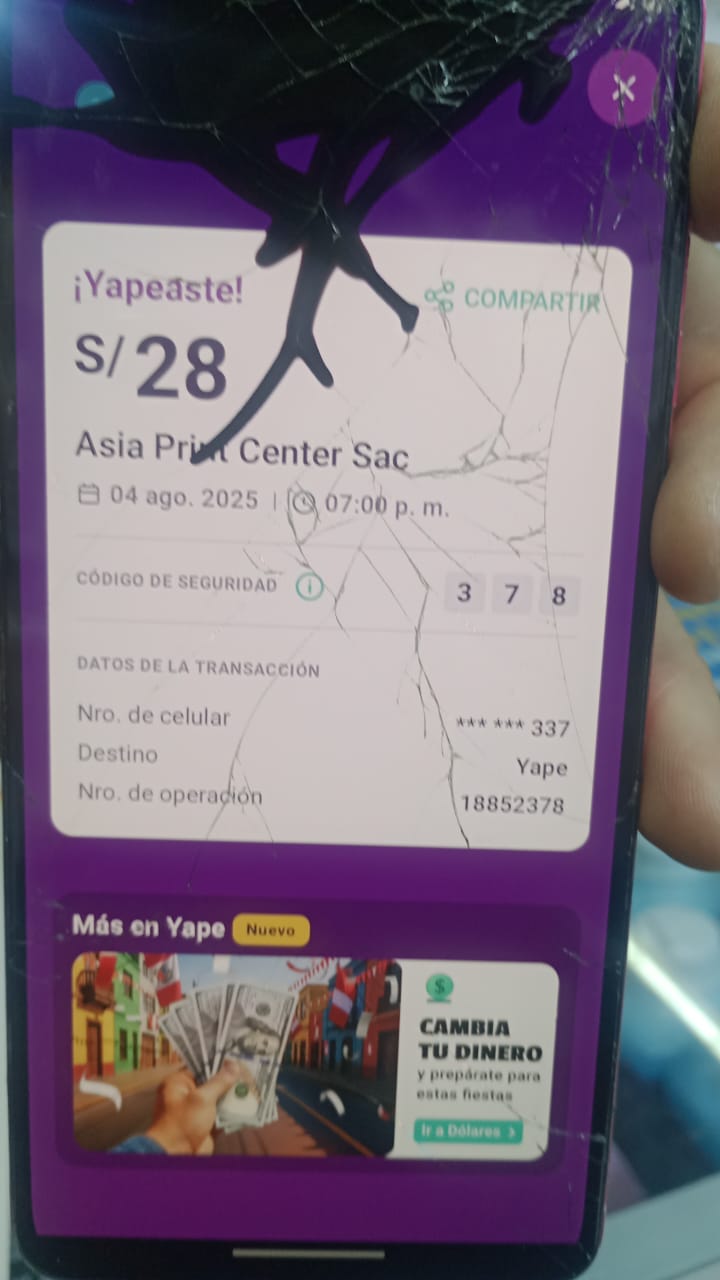 ¡Yapeaste!
COMPARTIR
S/ 28
Asia Print Center Sac
04 ago. 2025 | 07:00 p. m.
CÓDIGO DE SEGURIDAD
3 7 8
DATOS DE LA TRANSACCIÓN
Nro. de celular *** *** 337
Destino Yape
Nro. de operación 18852378
Más en Yape Nuevo
CAMBIA
TU DINERO
y prepárate para
estas fiestas
Ir a Dólares >